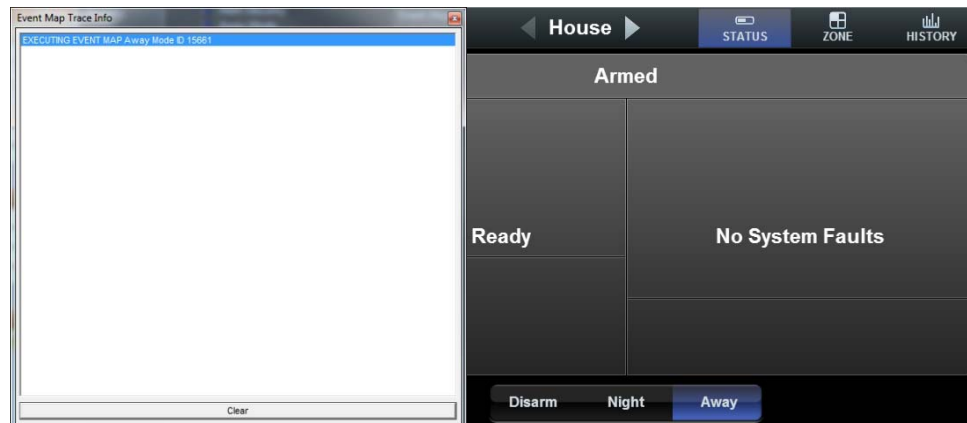 Event Map Trace Info
EXECUTING EVENT MAP Away Mode ID 15661
Clear
House
STATUS
ZONE
HISTORY
Armed
Ready
No System Faults
Disarm Night Away